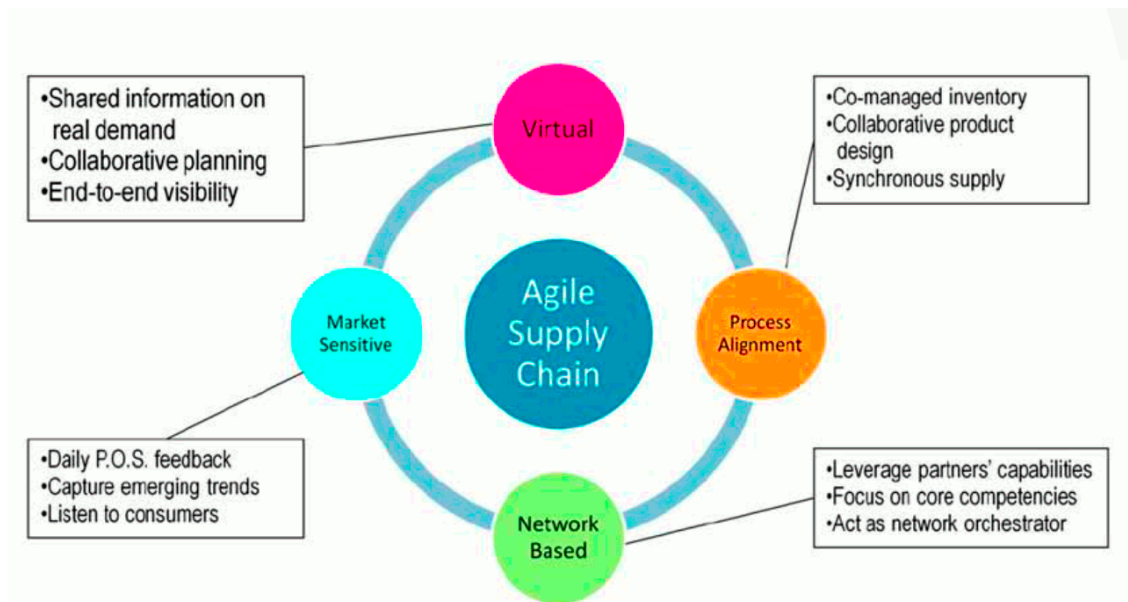 •Shared information on
real demand
•Collaborative planning
•End-to-end visibility
Virtual
•Co-managed inventory
•Collaborative product
design
•Synchronous supply
Market
Sensitive
Agile
Supply
Chain
Process
Alignment
•Daily P.O.S. feedback
•Capture emerging trends
•Listen to consumers
Network
Based
•Leverage partners' capabilities
•Focus on core competencies
•Act as network orchestrator